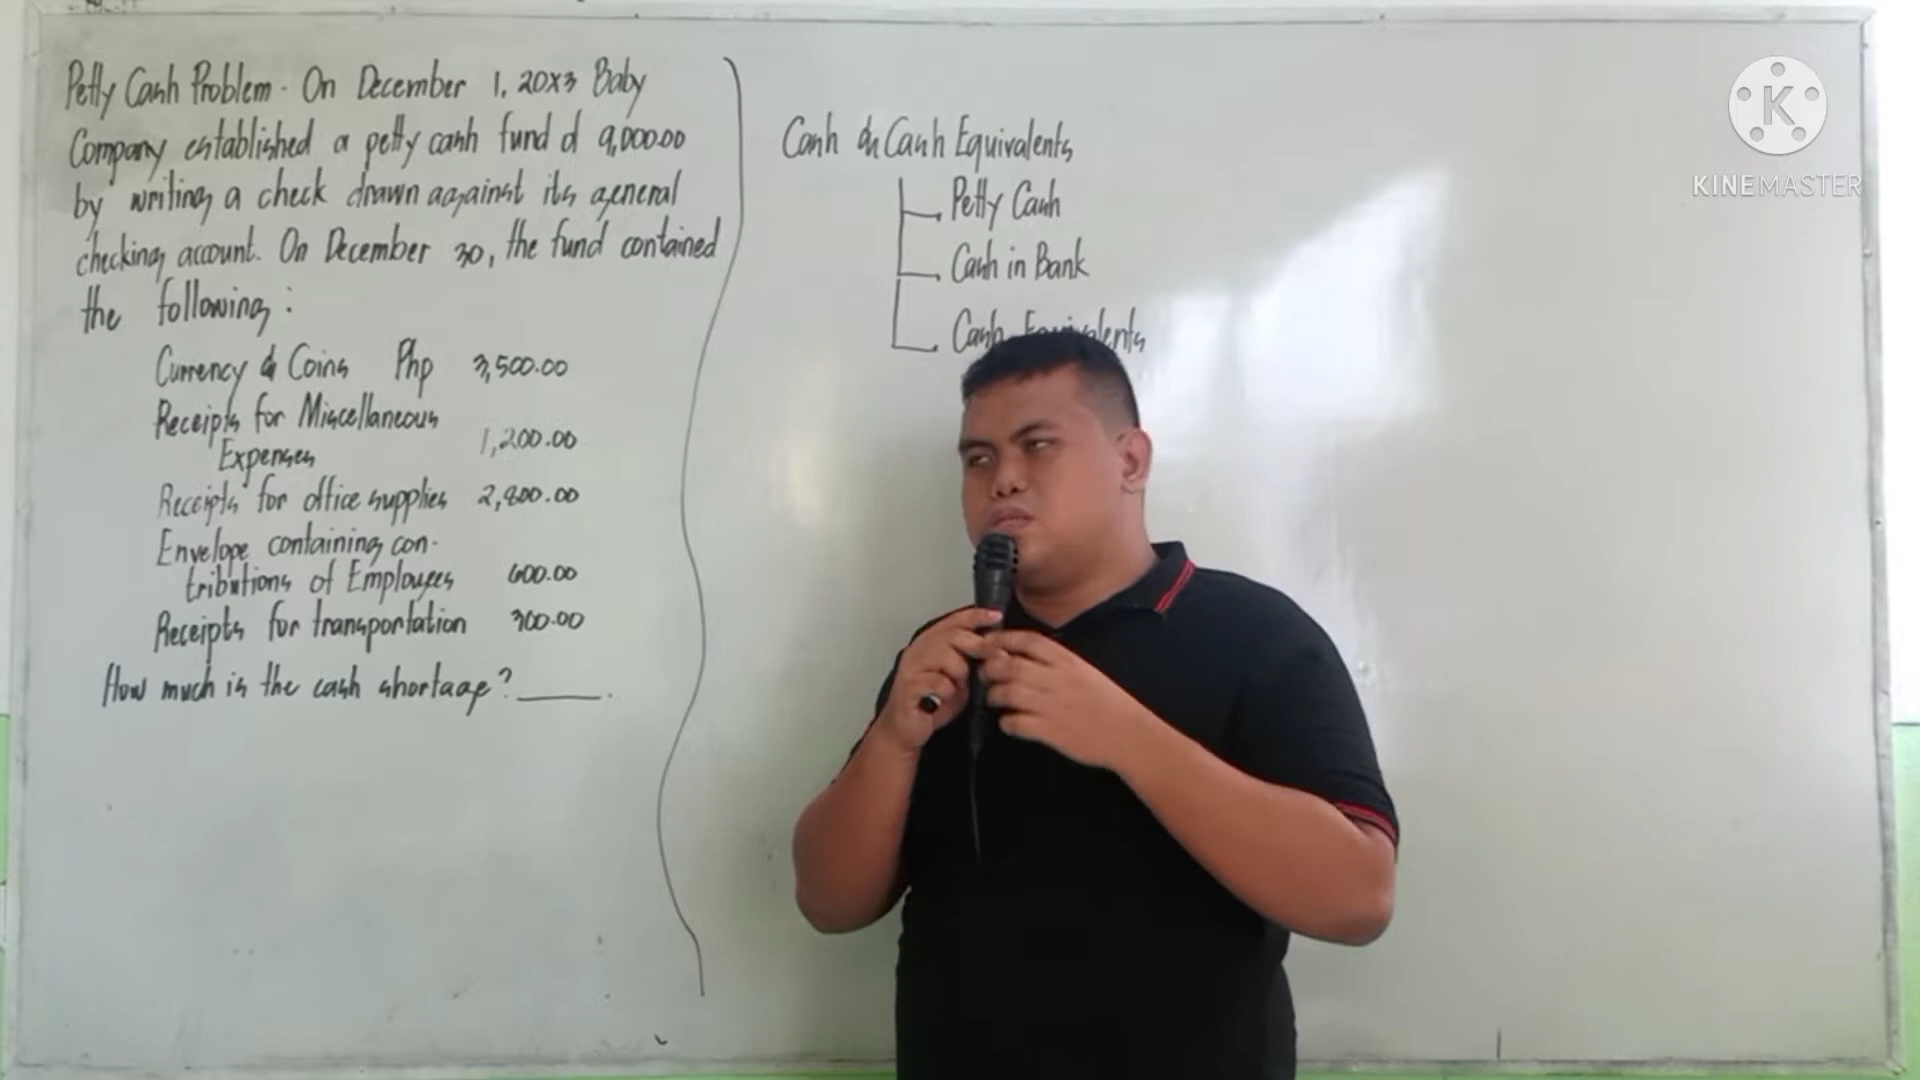 Petty Cash Problem - On December 1, 20x3 Baby
Company established a petty cash fund of 9,000.00
by writing a check drawn against its general
checking account. On December 30, the fund contained
the following:
Currency & Coins Php 3,500.00
Receipts for Miscellaneous
Expenses 1,200.00
Receipts for office supplies 2,800.00
Envelope containing con-
tributions of Employees 600.00
Receipts for transportation 300.00
How much is the cash shortage? ______.
Cash & Cash Equivalents
Petty Cash
Cash in Bank
Cash Equivalents
K
KINEMASTER